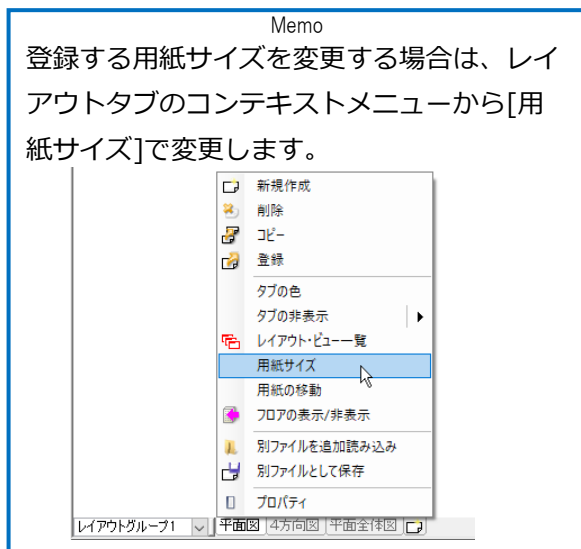 Memo
登録する用紙サイズを変更する場合は、レイ
アウトタブのコンテキストメニューから[用
紙サイズ]で変更します。
新規作成
削除
コピー
登録
タブの色
タブの非表示
レイアウト・ビュー一覧
用紙サイズ
用紙の移動
フロアの表示/非表示
別ファイルを追加読み込み
別ファイルとして保存
プロパティ
レイアウトグループ1 平面図 4方向図 平面全体図